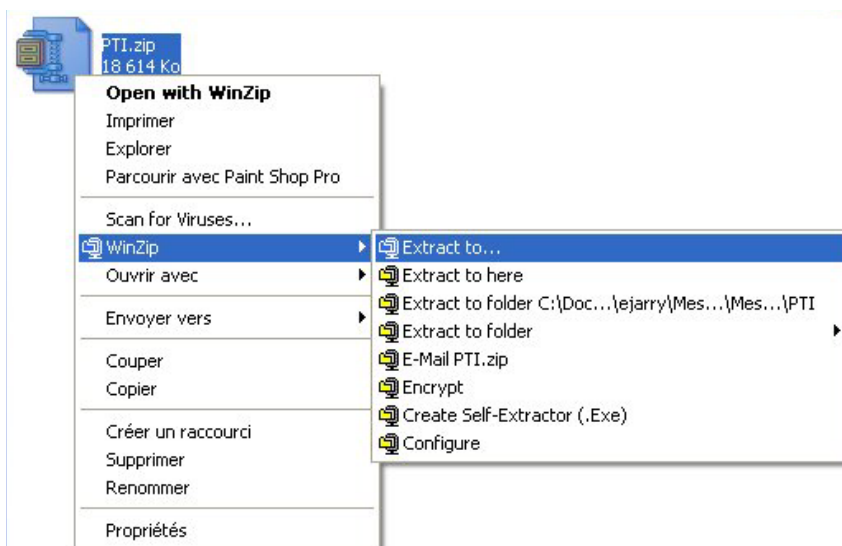 PTI.zip
18 614 Ko
Open with WinZip
Imprimer
Explorer
Parcourir avec Paint Shop Pro
Scan for Viruses...
WinZip
Ouvrir avec
Envoyer vers
Couper
Copier
Créer un raccourci
Supprimer
Renommer
Propriétés
Extract to...
Extract to here
Extract to folder C:\Doc...\ejarry\Mes...\Mes...\PTI
Extract to folder
E-Mail PTI.zip
Encrypt
Create Self-Extractor (.Exe)
Configure